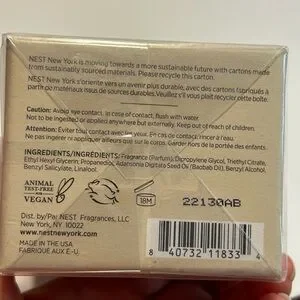 NEST New York is moving towards a more sustainable future with cartons made
from sustainably sourced materials. Please recycle this carton.
NEST New York s'oriente vers un avenir plus durable, avec des cartons fabriqués à
partir de matériaux issus de sources durables. Veuillez s'il vous plait recycler cette boîte.
Caution: Avoid eye contact. In case of contact, flush with water.
Not to be ingested or applied anywhere but externally. Keep out of reach of children.
Attention: Éviter tout contact avec les yeux. En cas de contact, rincer à l'eau.
Ne pas ingérer ni appliquer ailleurs qu'à usage externe. Garder hors de la portée des enfants.
INGREDIENTS/INGRÉDIENTS: Fragrance (Parfum), Dipropylene Glycol, Triethyl Citrate,
Ethyl Hexyl Glycerin, Propanediol, Adansonia Digitata Seed Oil (Baobab Oil), Benzyl Alcohol,
Benzyl Salicylate, Linalool.
ANIMAL
TEST-FREE
VEGAN
18M
22130AB
Dist. by/Par: NEST Fragrances, LLC
New York, NY 10022
www.nestnewyork.com
MADE IN THE USA
FABRIQUÉ AUX É.-U.
8 40732 11833 4